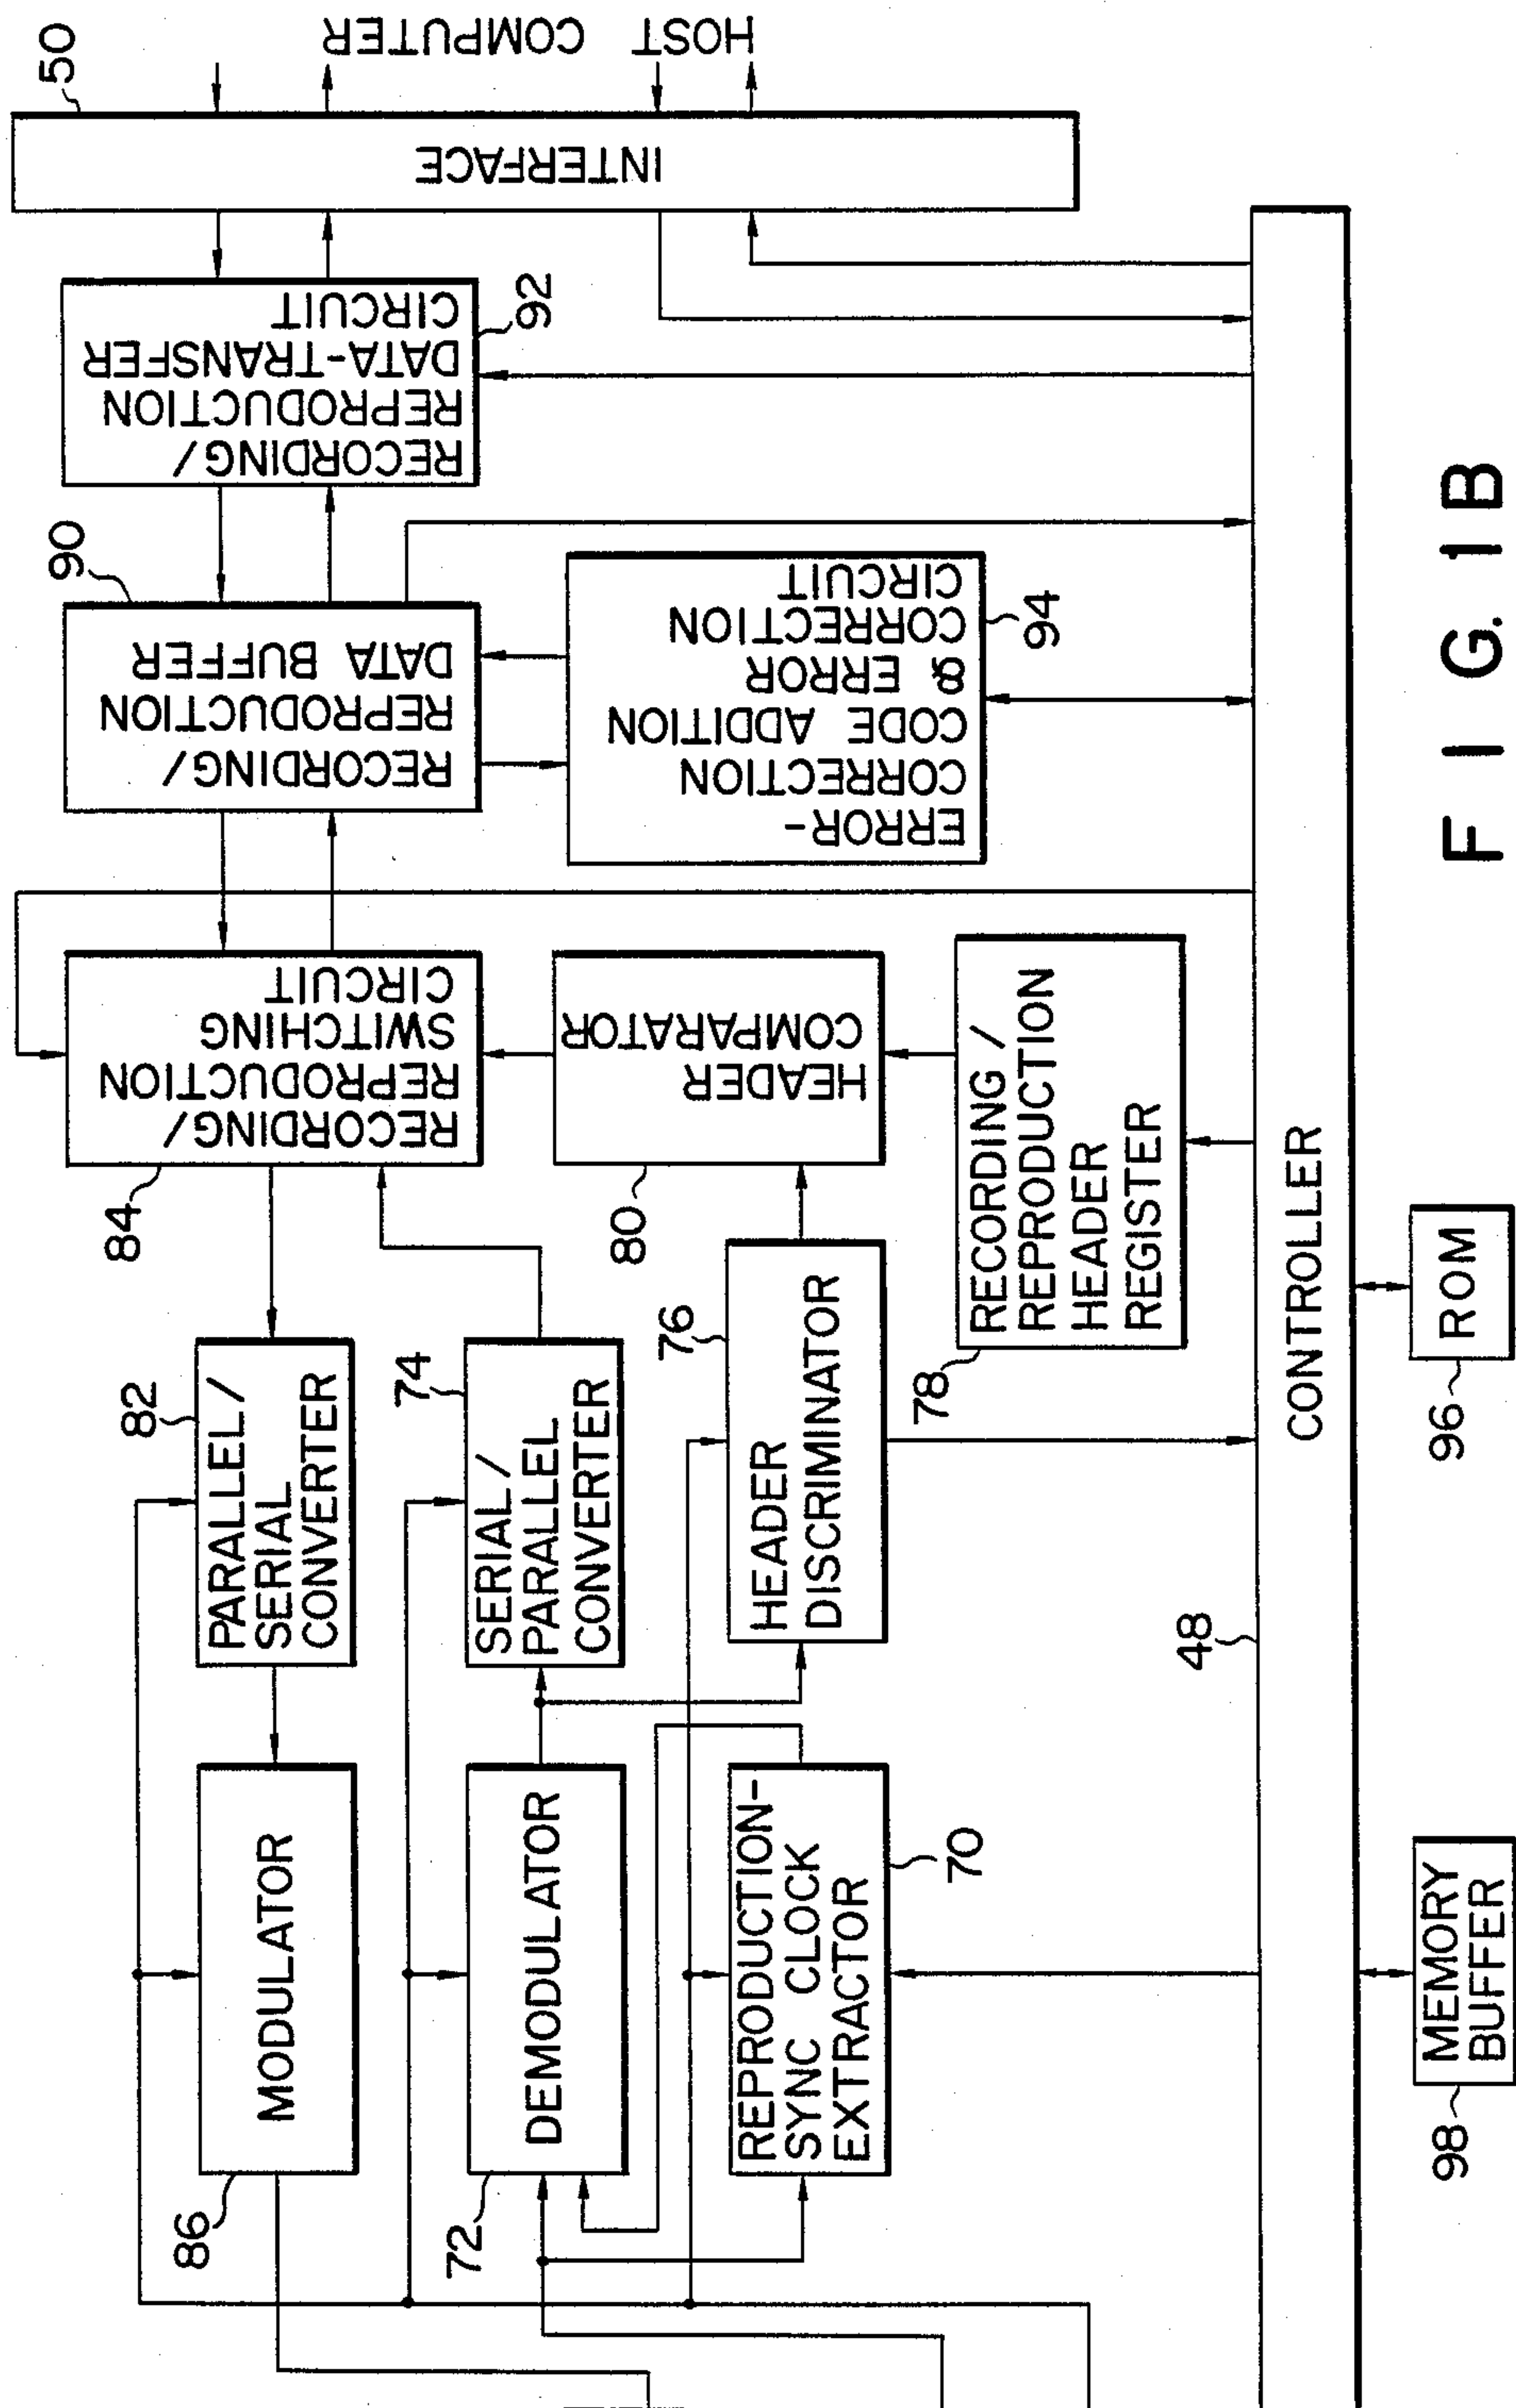 50
HOST COMPUTER
INTERFACE
92
RECORDING/
REPRODUCTION
DATA-TRANSFER
CIRCUIT
90
RECORDING/
REPRODUCTION
DATA BUFFER
94
ERROR-
CORRECTION
CODE ADDITION
& ERROR
CORRECTION
CIRCUIT
84
RECORDING/
REPRODUCTION
SWITCHING
CIRCUIT
80
HEADER
COMPARATOR
78
RECORDING /
REPRODUCTION
HEADER
REGISTER
82
PARALLEL/
SERIAL
CONVERTER
74
SERIAL/
PARALLEL
CONVERTER
76
HEADER
DISCRIMINATOR
86
MODULATOR
72
DEMODULATOR
70
REPRODUCTION-
SYNC CLOCK
EXTRACTOR
48
CONTROLLER
96
ROM
98
MEMORY
BUFFER
FIG. 1B